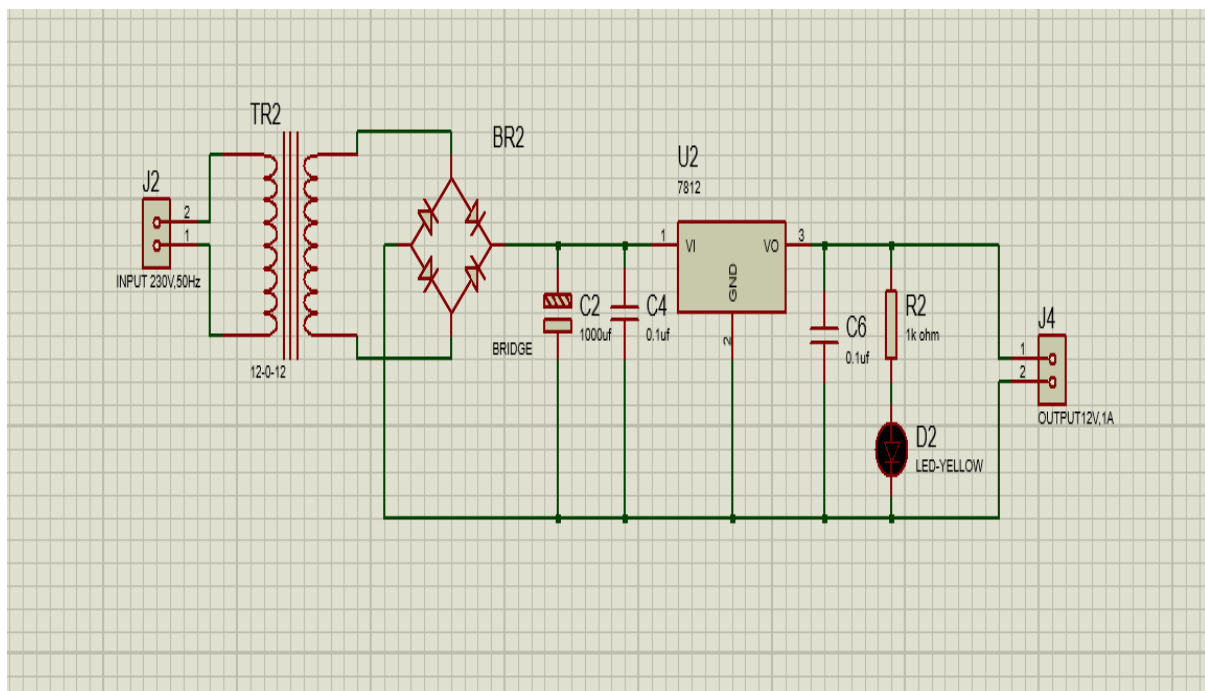 TR2
BR2
U2
7812
J2
2
1
INPUT 230V,50Hz
12-0-12
BRIDGE
1
VI
VO
3
GND
2
C2
1000uf
C4
0.1uf
C6
0.1uf
R2
1k ohm
D2
LED-YELLOW
J4
1
2
OUTPUT12V,1A